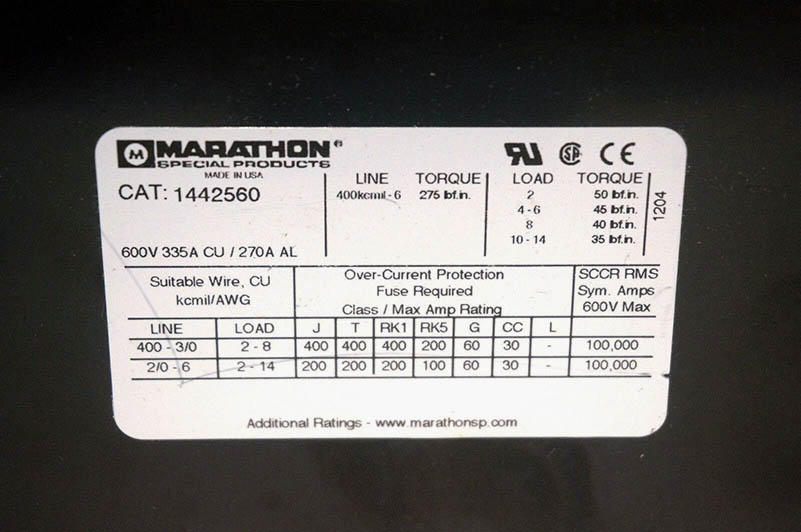 MARATHON®
SPECIAL PRODUCTS
MADE IN USA
CAT: 1442560
600V 335A CU / 270A AL
LINE TORQUE
400kcmil - 6 275 lbf.in.
LOAD TORQUE
2 50 lbf.in.
4 - 6 45 lbf.in.
8 40 lbf.in.
10 - 14 35 lbf.in.
1204
Suitable Wire, CU
kcmil/AWG
Over-Current Protection
Fuse Required
Class / Max Amp Rating
SCCR RMS
Sym. Amps
600V Max
LINE LOAD J T RK1 RK5 G CC L
400 - 3/0 2 - 8 400 400 400 200 60 30 - 100,000
2/0 - 6 2 - 14 200 200 200 100 60 30 - 100,000
Additional Ratings - www.marathonsp.com